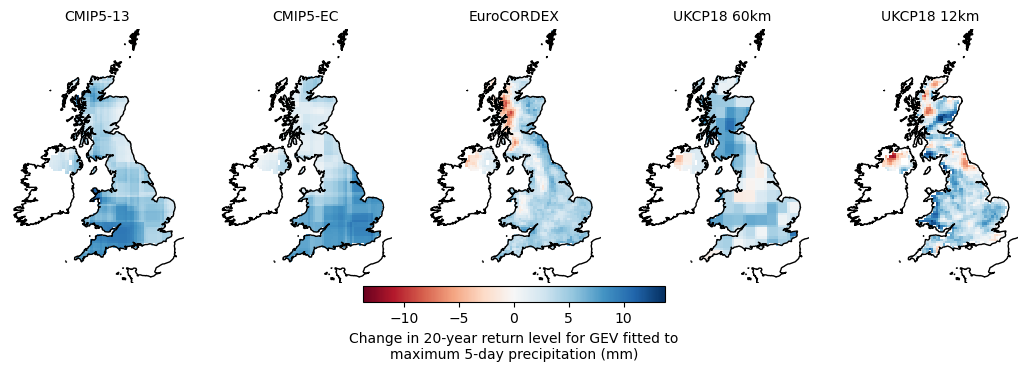 CMIP5-13
CMIP5-EC
EuroCORDEX
UKCP18 60km
UKCP18 12km
−10
−5
0
5
10
Change in 20-year return level for GEV fitted to
maximum 5-day precipitation (mm)